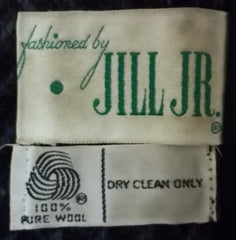 fashioned by
JILL JR.®
®
100%
PURE WOOL
DRY CLEAN ONLY